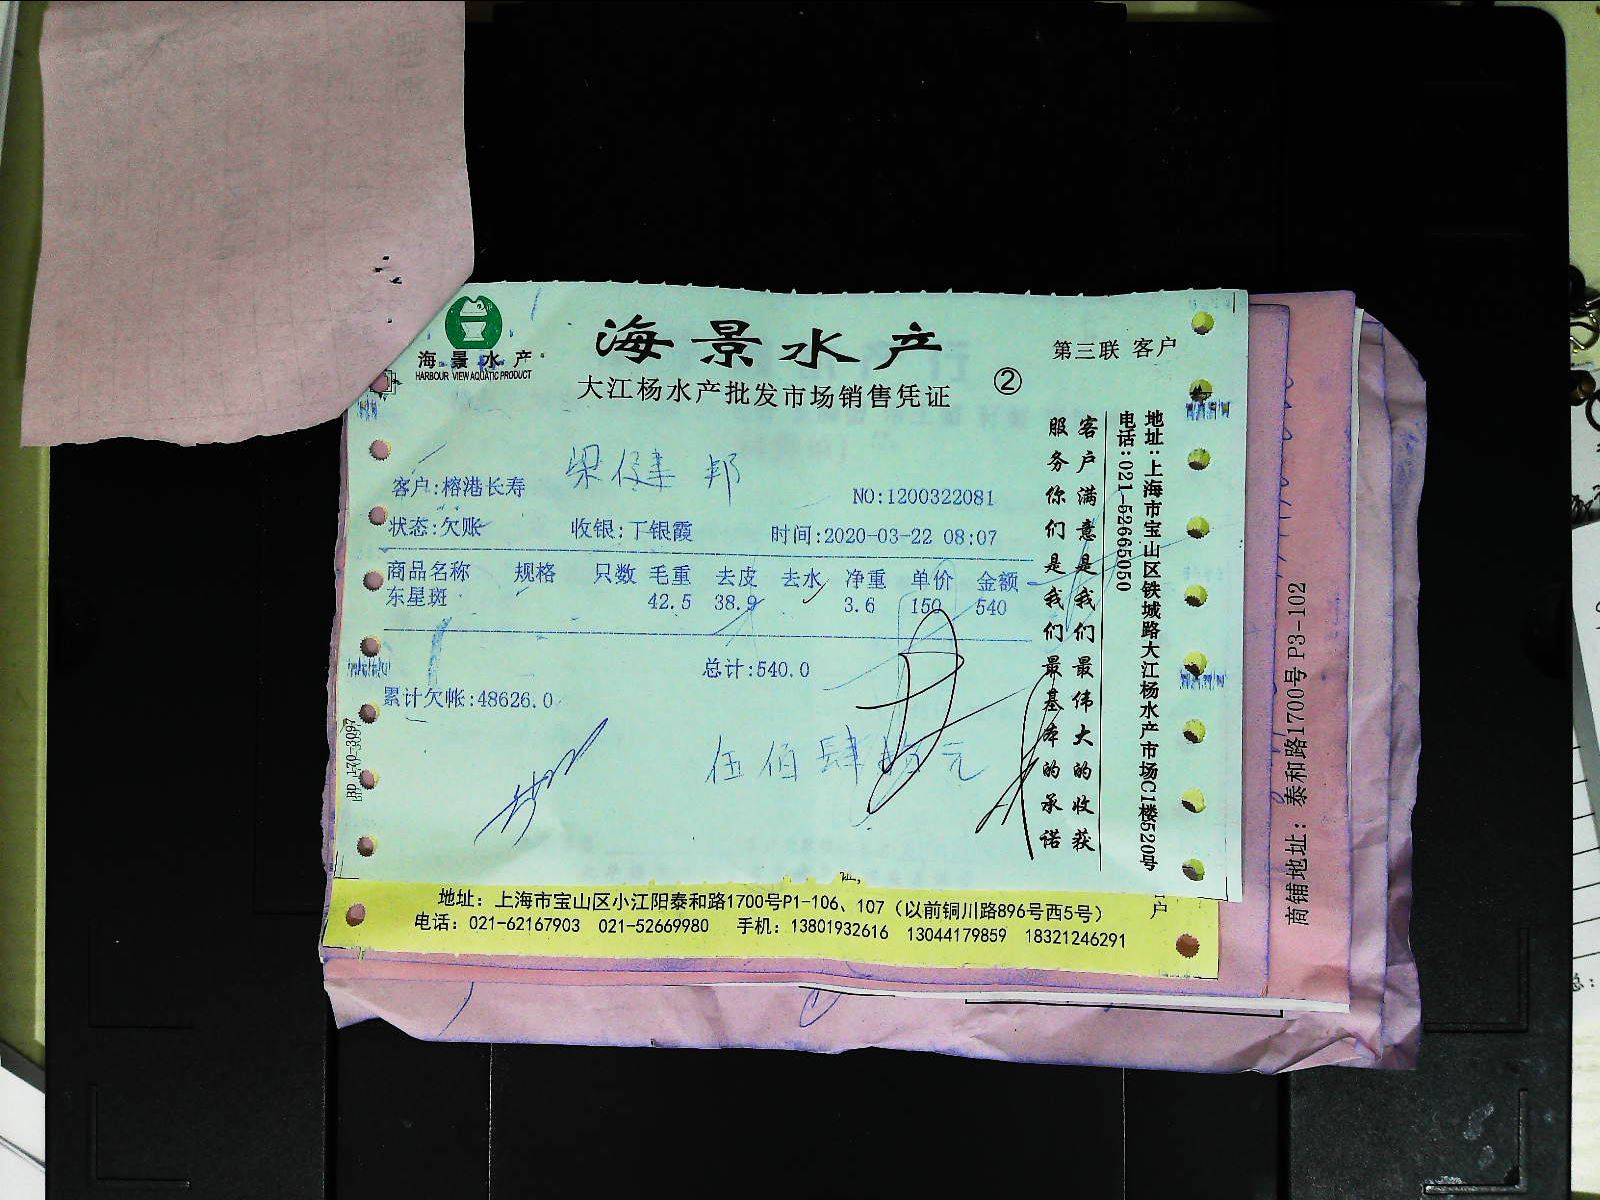 海景水产
HARBOUR VIEW AQUATIC PRODUCT
海景水产
大江杨水产批发市场销售凭证
②
第三联 客户
客户:榕港长寿
梁健邦
NO:1200322081
状态:欠账 收银:丁银霞 时间:2020-03-22 08:07
商品名称 规格 只数 毛重 去皮 去水 净重 单价 金额
东星斑 42.5 38.9 3.6 150 540
总计:540.0
累计欠帐:48626.0
伍佰肆拾元
客户满意是我们最伟大的收获
服务你们是我们最基本的承诺
地址:上海市宝山区铁城路大江杨水产市场C1楼520号
电话:021-52665050
BD 170-3097
户
地址：上海市宝山区小江阳泰和路1700号P1-106、107（以前铜川路896号西5号）
电话：021-62167903 021-52669980 手机：13801932616 13044179859 18321246291
商铺地址：泰和路1700号 P3-102